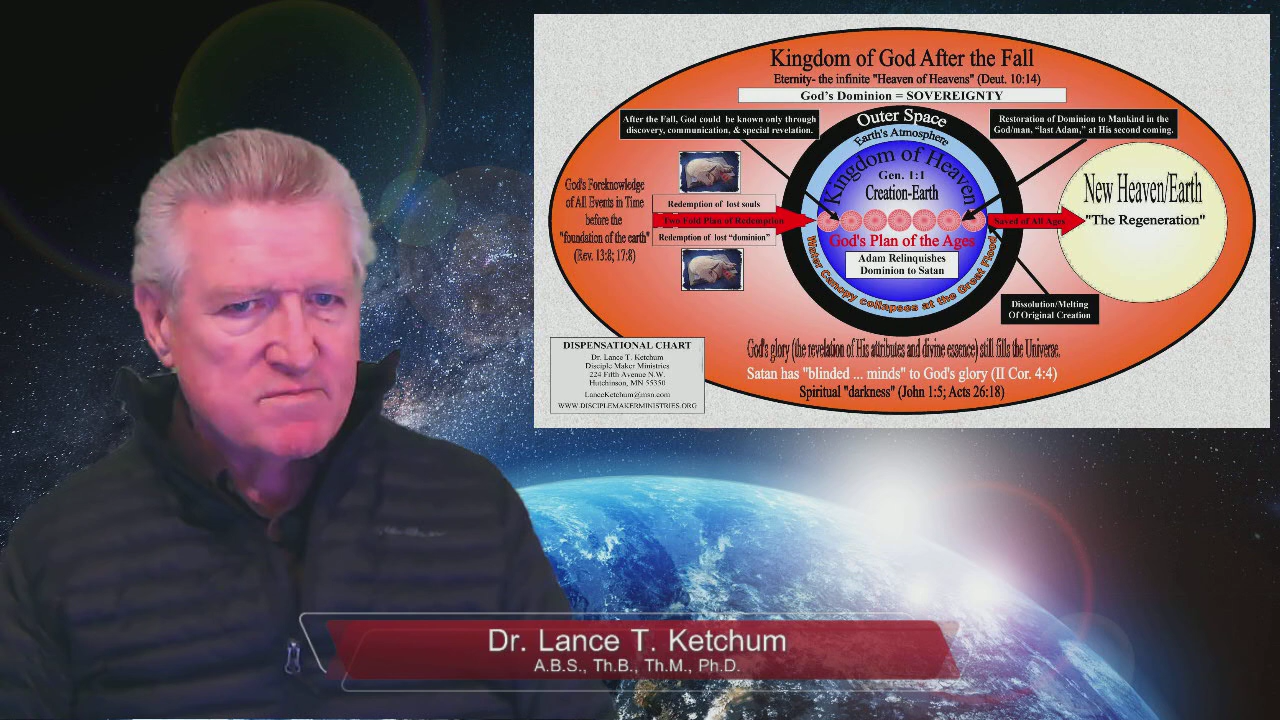 Kingdom of God After the Fall
Eternity- the infinite "Heaven of Heavens" (Deut. 10:14)
God's Dominion = SOVEREIGNTY
After the Fall, God could be known only through
discovery, communication, & special revelation.
Restoration of Dominion to Mankind in the
God/man, "last Adam," at His second coming.
Outer Space
Earth's Atmosphere
Kingdom of Heaven
Gen. 1:1
Creation-Earth
God's Foreknowledge
of All Events in Time
before the
"foundation of the earth"
(Rev. 13:8; 17:8)
Redemption of lost souls
Two Fold Plan of Redemption
Redemption of lost "dominion"
God's Plan of the Ages
Adam Relinquishes
Dominion to Satan
Water Canopy collapses at the Great Flood
Saved of All Ages
New Heaven/Earth
"The Regeneration"
Dissolution/Melting
Of Original Creation
God's glory (the revelation of His attributes and divine essence) still fills the Universe.
Satan has "blinded ... minds" to God's glory (II Cor. 4:4)
Spiritual "darkness" (John 1:5; Acts 26:18)
DISPENSATIONAL CHART
Dr. Lance T. Ketchum
Disciple Maker Ministries
224 Fifth Avenue N.W.
Hutchinson, MN 55350
LanceKetchum@msn.com
WWW.DISCIPLEMAKERMINISTRIES.ORG
Dr. Lance T. Ketchum
A.B.S., Th.B., Th.M., Ph.D.